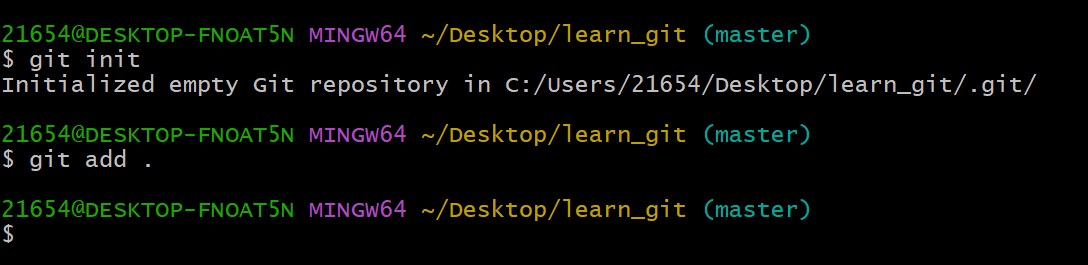 21654@DESKTOP-FNOAT5N MINGW64 ~/Desktop/learn_git (master)
$ git init
Initialized empty Git repository in C:/Users/21654/Desktop/learn_git/.git/
21654@DESKTOP-FNOAT5N MINGW64 ~/Desktop/learn_git (master)
$ git add .
21654@DESKTOP-FNOAT5N MINGW64 ~/Desktop/learn_git (master)
$